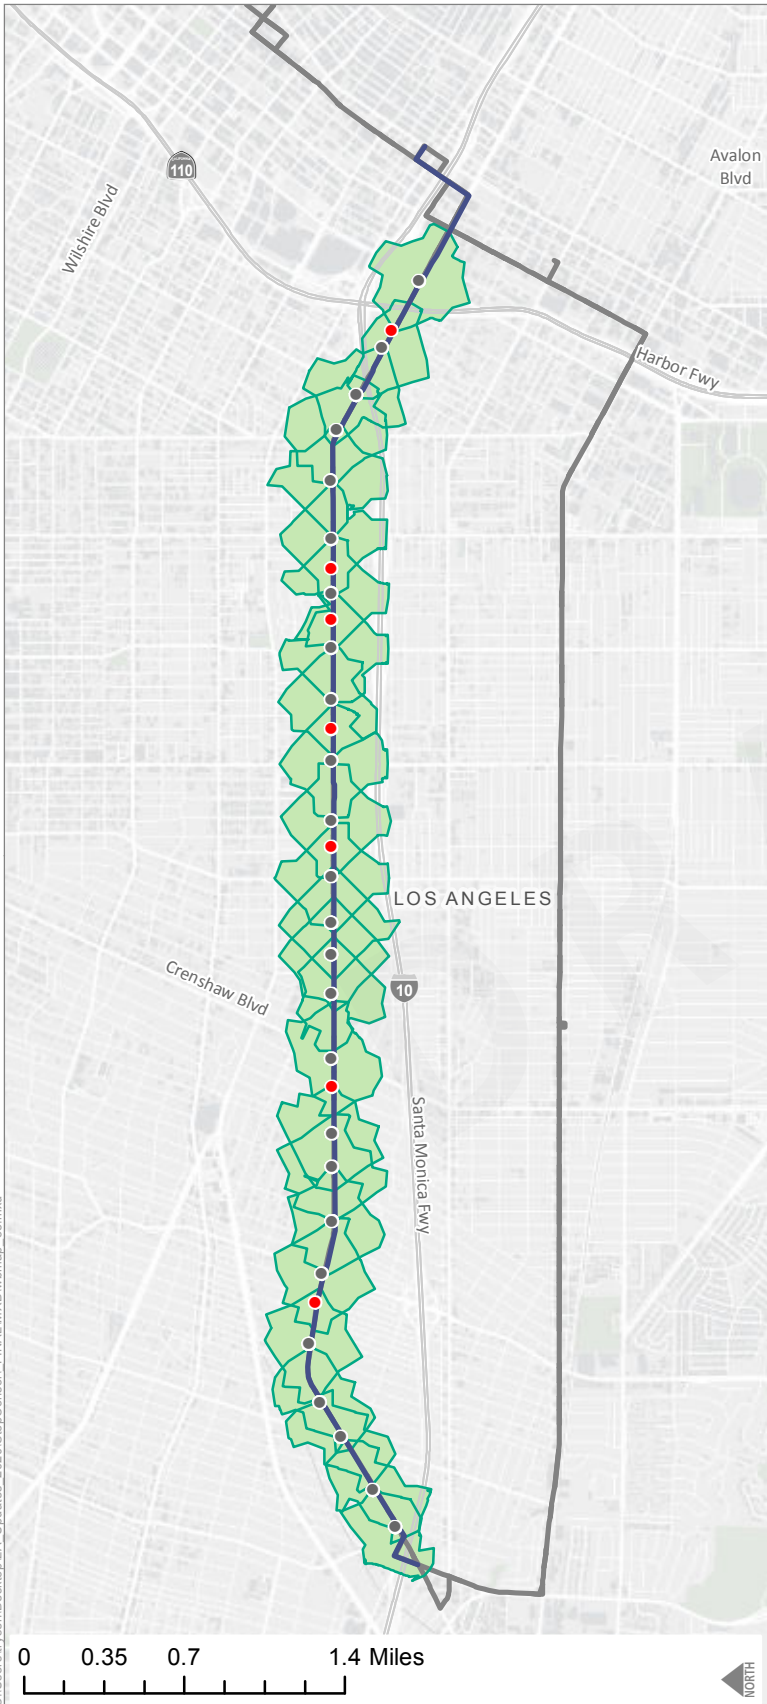 110
Avalon
Blvd
Wilshire Blvd
Harbor Fwy
LOS ANGELES
Crenshaw Blvd
10
Santa Monica Fwy
0 0.35 0.7 1.4 Miles
NORTH